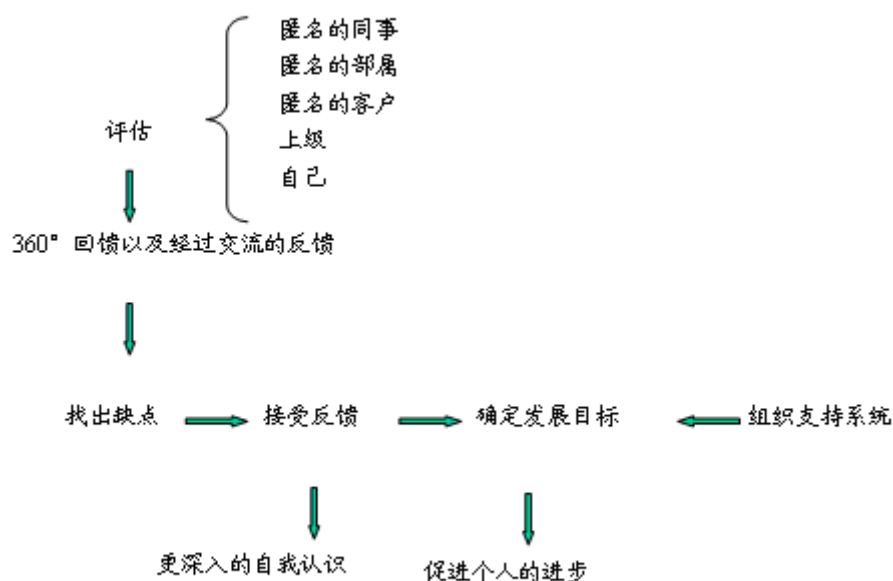 匿名的同事
匿名的部属
匿名的客户
评估
上级
自己
360° 回馈以及经过交流的反馈
找出缺点
接受反馈
确定发展目标
组织支持系统
更深入的自我认识
促进个人的进步